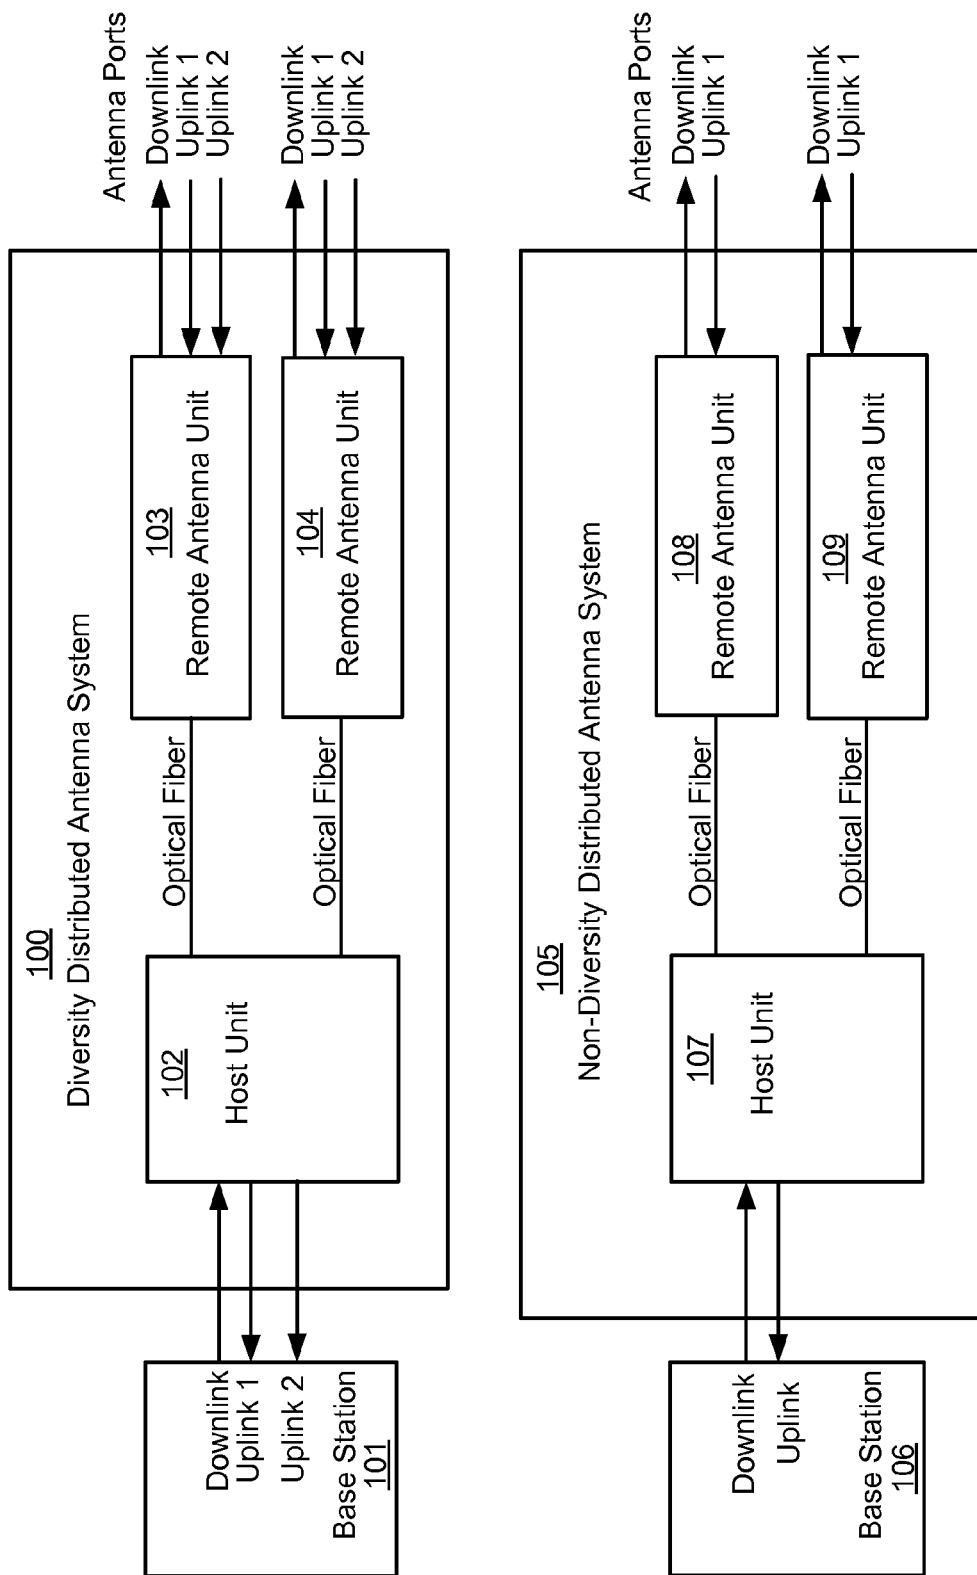 100
Diversity Distributed Antenna System
Antenna Ports
Downlink
Uplink 1
Uplink 2
Base Station
101
102
Host Unit
Optical Fiber
103
Remote Antenna Unit
Downlink
Uplink 1
Uplink 2
Optical Fiber
104
Remote Antenna Unit
Downlink
Uplink 1
Uplink 2
105
Non-Diversity Distributed Antenna System
Antenna Ports
Downlink
Uplink
Base Station
106
107
Host Unit
Optical Fiber
108
Remote Antenna Unit
Downlink
Uplink 1
Optical Fiber
109
Remote Antenna Unit
Downlink
Uplink 1